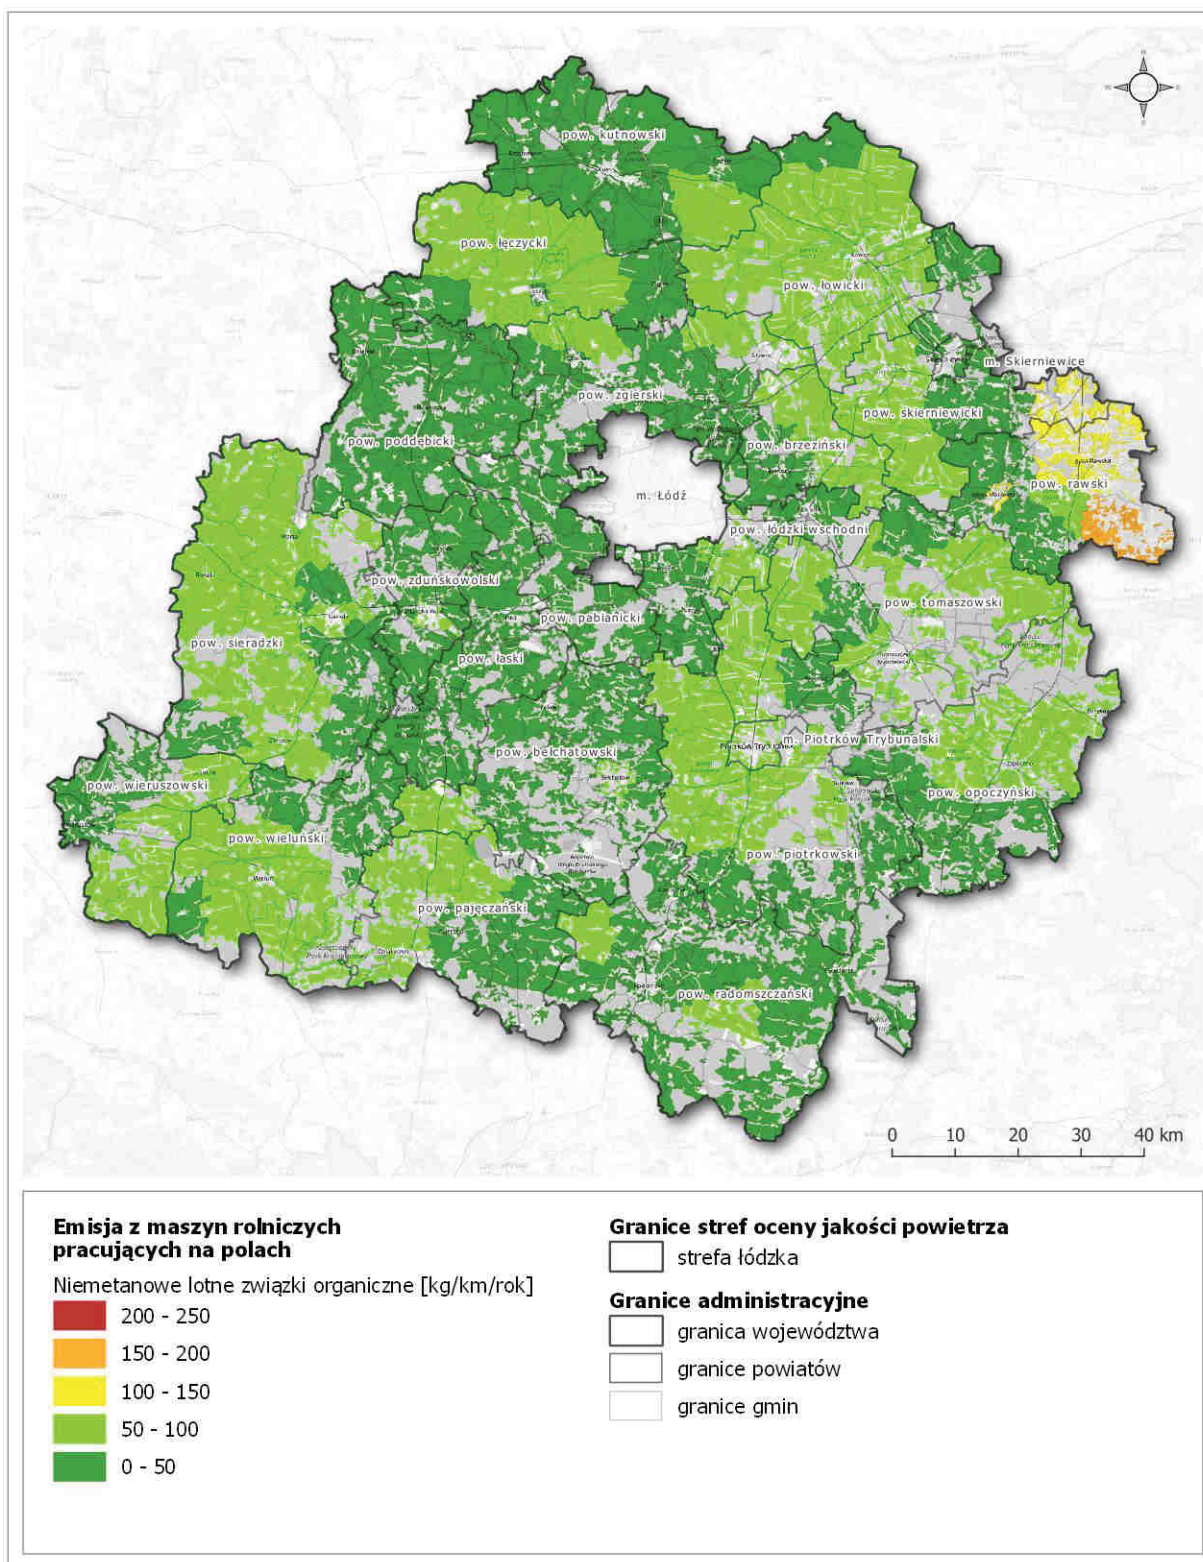 N
pow. kutnowski
pow. łęczycki
pow. łowicki
m. Skierniewice
pow. zgierski
pow. skierniewicki
pow. poddębicki
pow. brzeziński
pow. rawski
m. Łódź
pow. łódzki wschodni
pow. zduńskowolski
pow. tomaszowski
pow. pabianicki
pow. sieradzki
pow. łaski
m. Piotrków Trybunalski
pow. bełchatowski
pow. wieruszowski
pow. opoczyński
pow. wieluński
pow. piotrkowski
pow. pajęczański
pow. radomszczański
0 10 20 30 40 km
Emisja z maszyn rolniczych
pracujących na polach
Niemetanowe lotne związki organiczne [kg/km/rok]
200 - 250
150 - 200
100 - 150
50 - 100
0 - 50
Granice stref oceny jakości powietrza
strefa łódzka
Granice administracyjne
granica województwa
granice powiatów
granice gmin